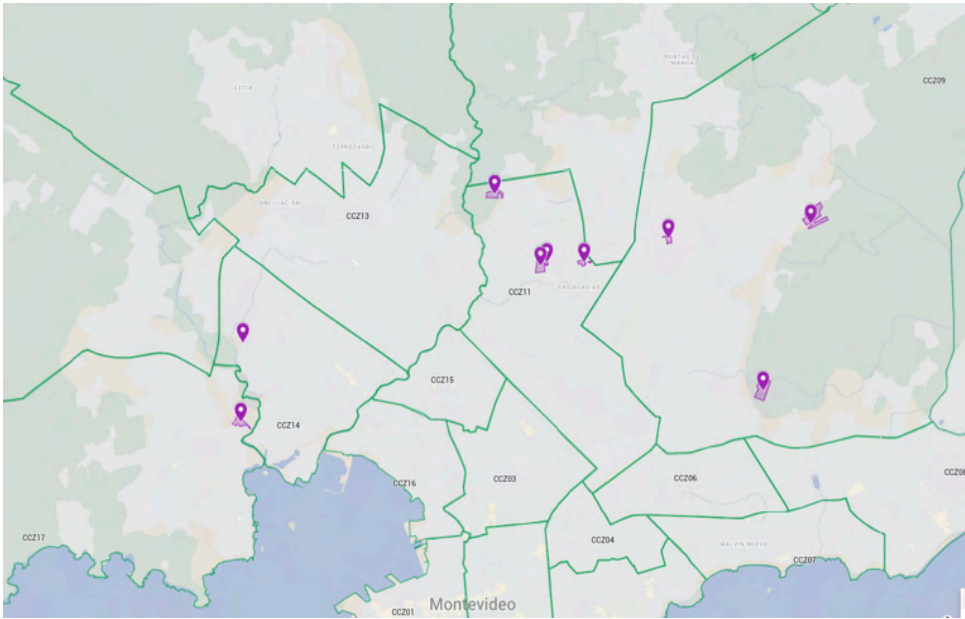 PUNTAS DE
MANGA
CCZ09
LEZICA
FERROCARRIL
CONCILIACIÓN
CCZ13
LAS ACACIAS
CCZ11
CCZ15
CCZ14
CCZ16
CCZ03
CCZ06
CCZ08
CCZ17
CCZ04
MALVÍN NUEVO
CCZ07
CCZ01
Montevideo